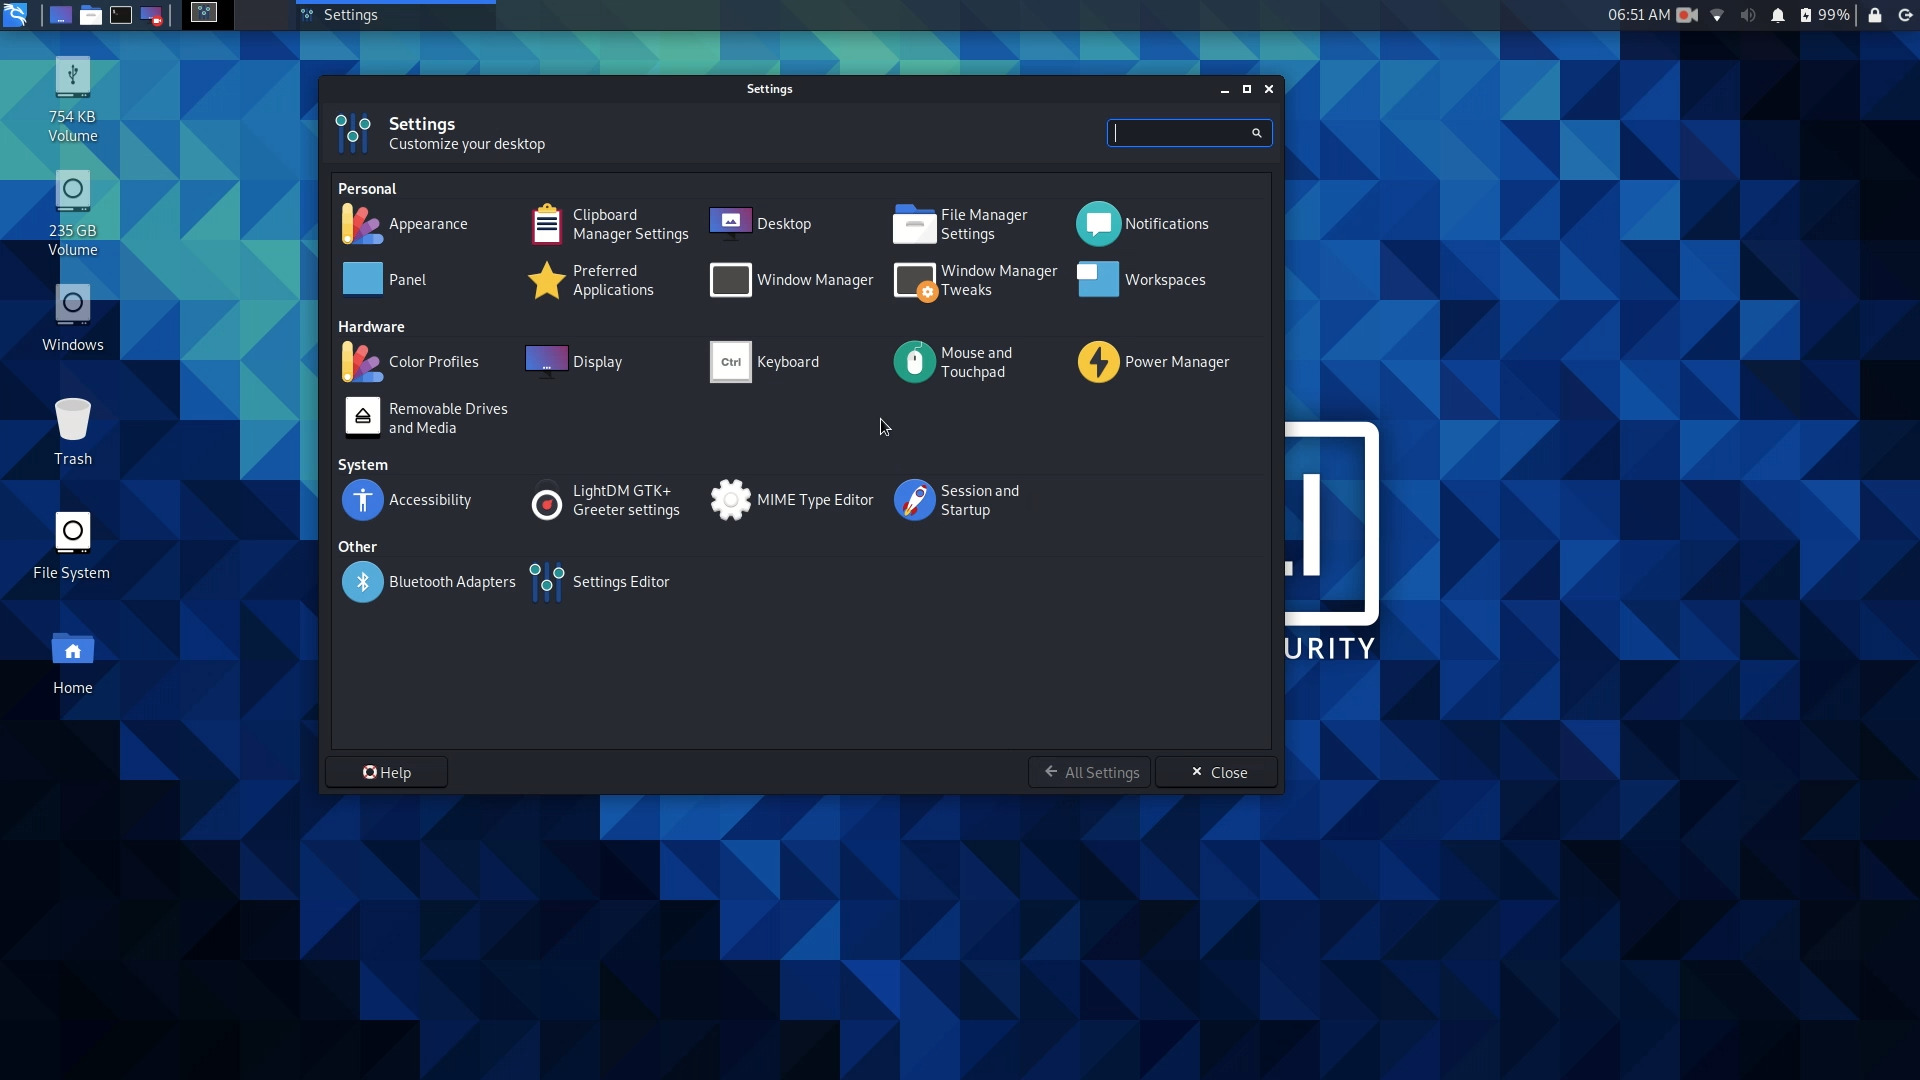 Settings
06:51 AM
99%
754 KB
Volume
235 GB
Volume
Windows
Trash
File System
Home
Settings
Settings
Customize your desktop
Personal
Appearance
Clipboard
Manager Settings
Desktop
File Manager
Settings
Notifications
Panel
Preferred
Applications
Window Manager
Window Manager
Tweaks
Workspaces
Hardware
Color Profiles
Display
Ctrl
Keyboard
Mouse and
Touchpad
Power Manager
Removable Drives
and Media
System
Accessibility
LightDM GTK+
Greeter settings
MIME Type Editor
Session and
Startup
Other
Bluetooth Adapters
Settings Editor
Help
All Settings
Close
I
URITY